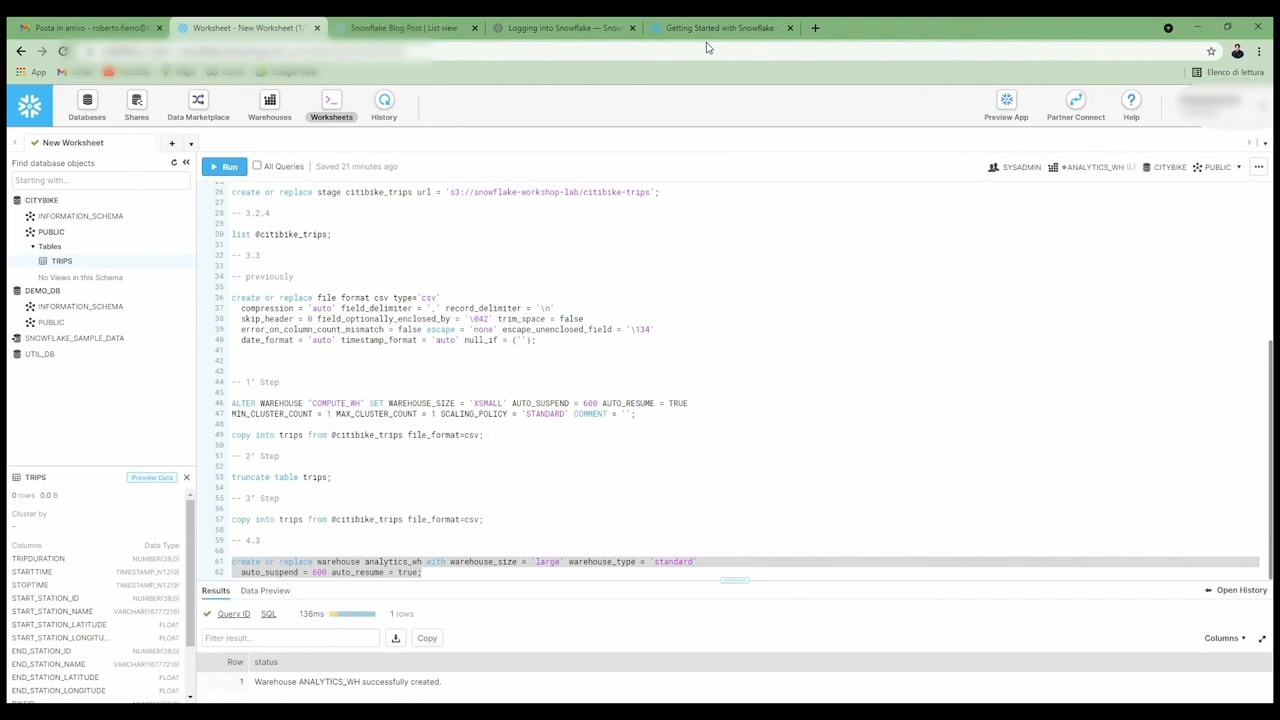 Posta in arrivo - roberto.fierro@
Worksheet - New Worksheet (1/
Snowflake Blog Post | List view
Logging into Snowflake — Snow
Getting Started with Snowflake -
App
Elenco di lettura
Databases
Shares
Data Marketplace
Warehouses
Worksheets
History
Preview App
Partner Connect
Help
New Worksheet
Find database objects
Starting with...
CITYBIKE
INFORMATION_SCHEMA
PUBLIC
Tables
TRIPS
No Views in this Schema
DEMO_DB
INFORMATION_SCHEMA
PUBLIC
SNOWFLAKE_SAMPLE_DATA
UTIL_DB
TRIPS
Preview Data
0 rows 0.0 B
Cluster by
-
Columns Data Type
TRIPDURATION NUMBER(38,0)
STARTTIME TIMESTAMP_NTZ(9)
STOPTIME TIMESTAMP_NTZ(9)
START_STATION_ID NUMBER(38,0)
START_STATION_NAME VARCHAR(16777216)
START_STATION_LATITUDE FLOAT
START_STATION_LONGITU... FLOAT
END_STATION_ID NUMBER(38,0)
END_STATION_NAME VARCHAR(16777216)
END_STATION_LATITUDE FLOAT
END_STATION_LONGITUDE FLOAT
Run All Queries Saved 21 minutes ago
SYSADMIN ANALYTICS_WH (L) CITYBIKE PUBLIC
26 create or replace stage citibike_trips url = 's3://snowflake-workshop-lab/citibike-trips';
27
28 -- 3.2.4
29
30 list @citibike_trips;
31
32 -- 3.3
33
34 -- previously
35
36 create or replace file format csv type='csv'
37 compression = 'auto' field_delimiter = ',' record_delimiter = '\n'
38 skip_header = 0 field_optionally_enclosed_by = '\042' trim_space = false
39 error_on_column_count_mismatch = false escape = 'none' escape_unenclosed_field = '\134'
40 date_format = 'auto' timestamp_format = 'auto' null_if = ('');
41
42
43
44 -- 1° Step
45
46 ALTER WAREHOUSE "COMPUTE_WH" SET WAREHOUSE_SIZE = 'XSMALL' AUTO_SUSPEND = 600 AUTO_RESUME = TRUE
47 MIN_CLUSTER_COUNT = 1 MAX_CLUSTER_COUNT = 1 SCALING_POLICY = 'STANDARD' COMMENT = '';
48
49 copy into trips from @citibike_trips file_format=csv;
50
51 -- 2° Step
52
53 truncate table trips;
54
55 -- 3° Step
56
57 copy into trips from @citibike_trips file_format=csv;
58
59 -- 4.3
60
61 create or replace warehouse analytics_wh with warehouse_size = 'large' warehouse_type = 'standard'
62 auto_suspend = 600 auto_resume = true;
Results Data Preview
Open History
Query ID SQL 136ms 1 rows
Filter result...
Copy
Columns
Row status
1 Warehouse ANALYTICS_WH successfully created.